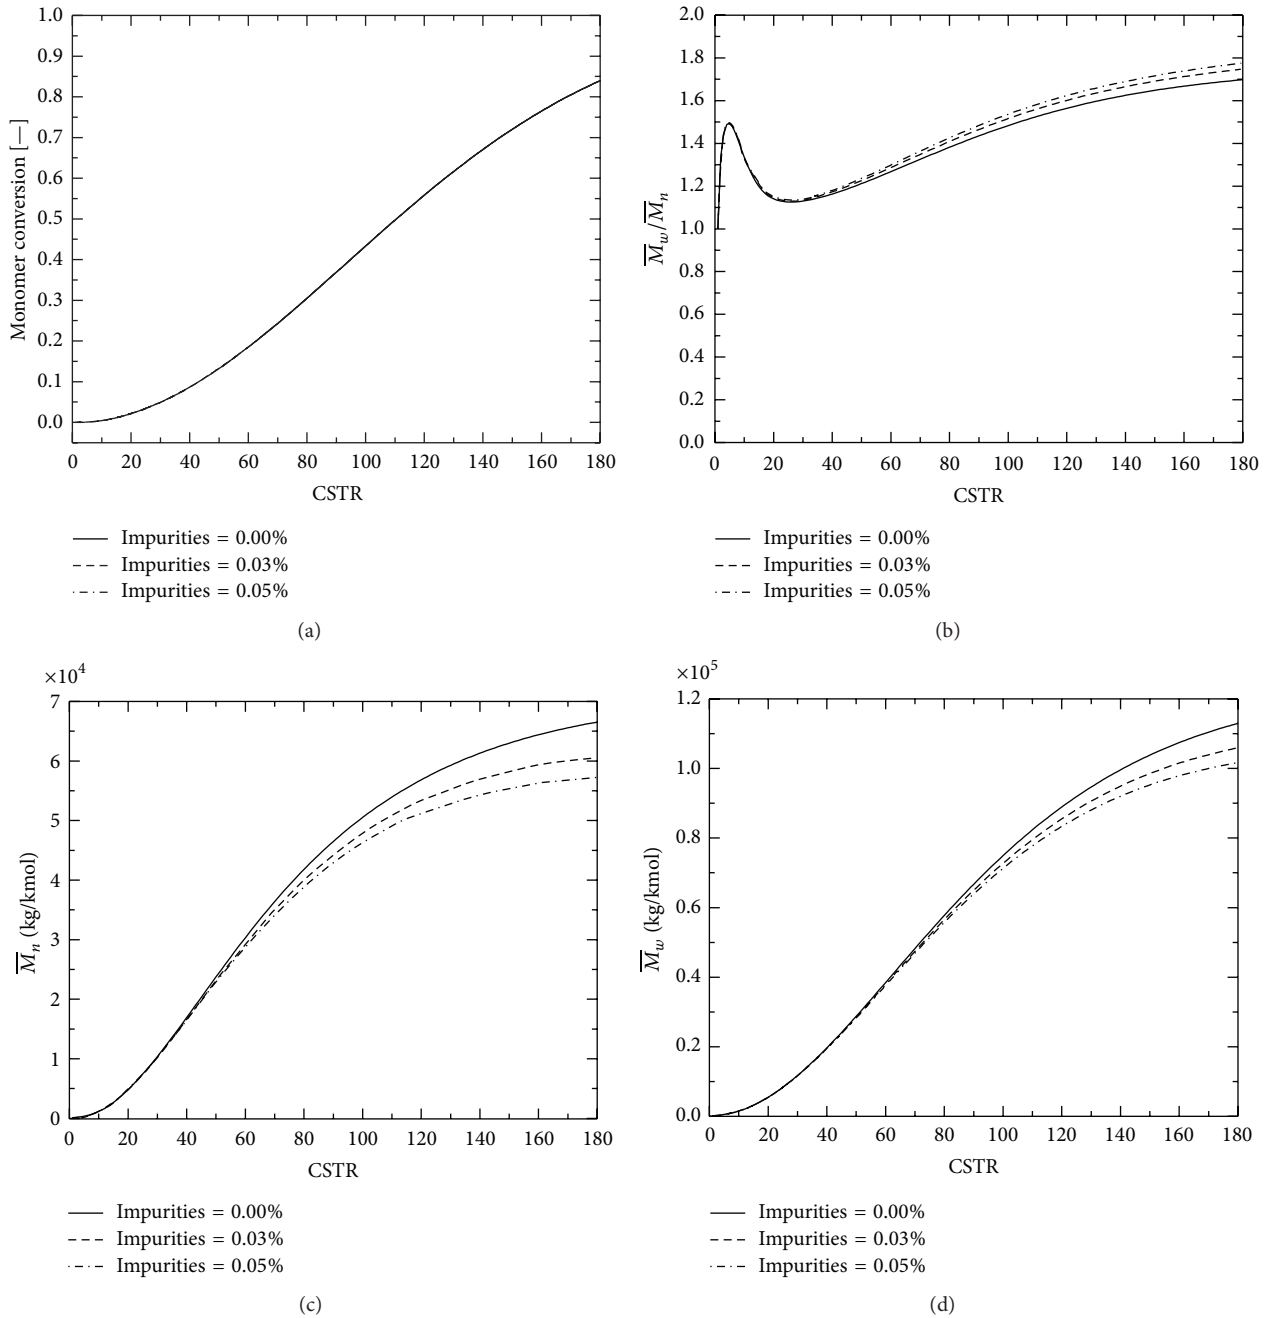 1.0
0.9
0.8
0.7
0.6
0.5
0.4
0.3
0.2
0.1
0.0
Monomer conversion [—]
0 20 40 60 80 100 120 140 160 180
CSTR
Impurities = 0.00%
Impurities = 0.03%
Impurities = 0.05%
(a)
2.0
1.8
1.6
1.4
1.2
1.0
0.8
0.6
0.4
0.2
0.0
M̅w/M̅n
0 20 40 60 80 100 120 140 160 180
CSTR
Impurities = 0.00%
Impurities = 0.03%
Impurities = 0.05%
(b)
×10⁴
7
6
5
4
3
2
1
0
M̅n (kg/kmol)
0 20 40 60 80 100 120 140 160 180
CSTR
Impurities = 0.00%
Impurities = 0.03%
Impurities = 0.05%
(c)
×10⁵
1.2
1.0
0.8
0.6
0.4
0.2
0.0
M̅w (kg/kmol)
0 20 40 60 80 100 120 140 160 180
CSTR
Impurities = 0.00%
Impurities = 0.03%
Impurities = 0.05%
(d)